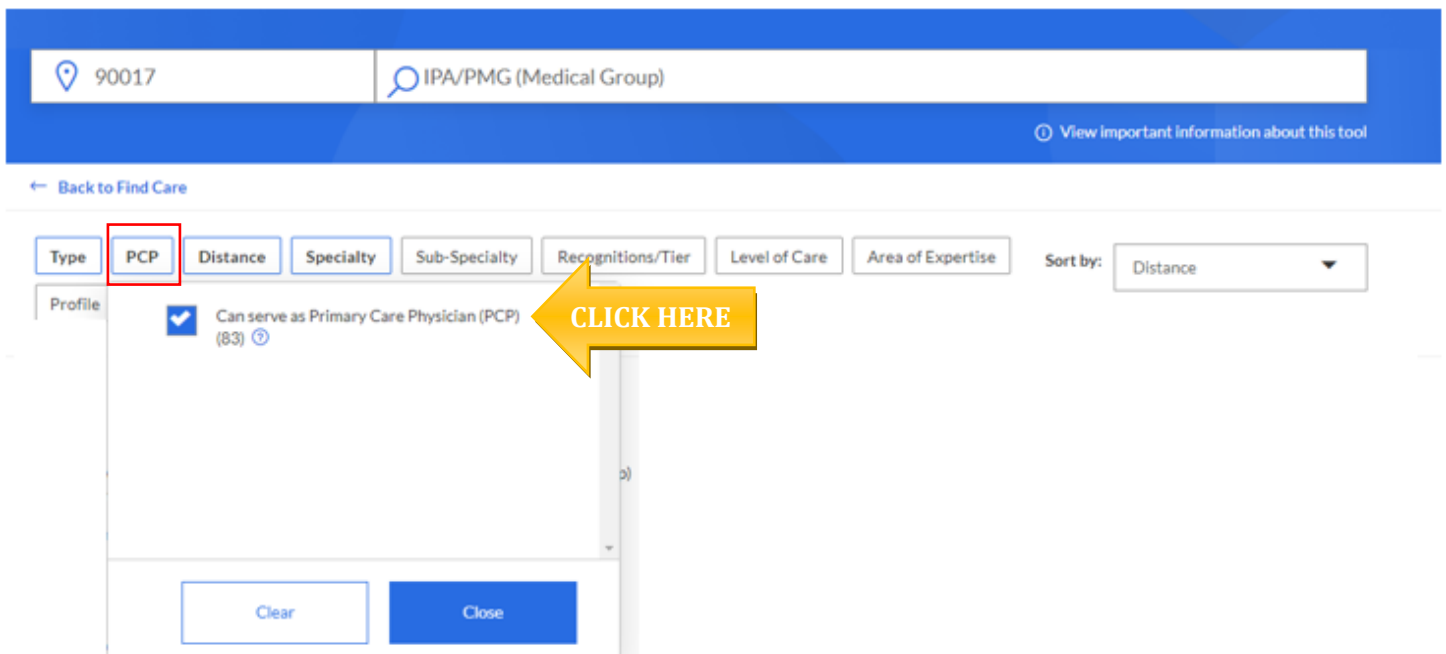 90017
IPA/PMG (Medical Group)
View important information about this tool
← Back to Find Care
Type PCP Distance Specialty Sub-Specialty Recognitions/Tier Level of Care Area of Expertise Sort by: Distance
Profile
Can serve as Primary Care Physician (PCP)
(83)
CLICK HERE
Clear Close